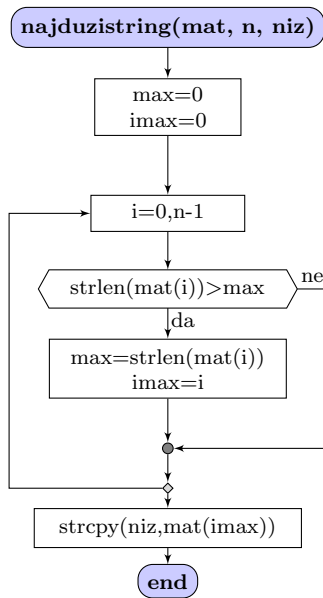 najduzistring(mat, n, niz)
max=0
imax=0
i=0,n-1
strlen(mat(i))>max
ne
da
max=strlen(mat(i))
imax=i
strcpy(niz,mat(imax))
end